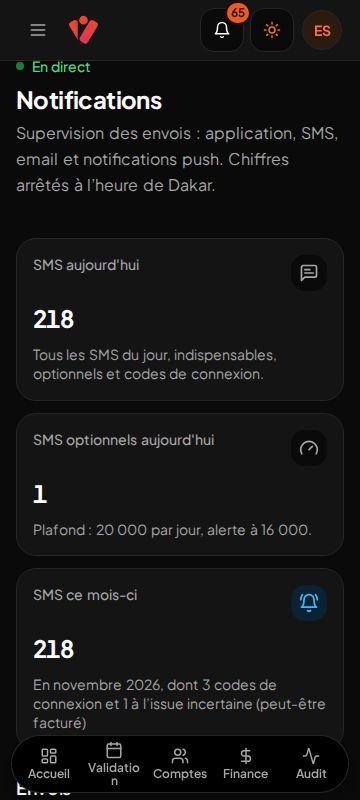 65
ES
En direct
Notifications
Supervision des envois : application, SMS,
email et notifications push. Chiffres
arrêtés à l'heure de Dakar.
SMS aujourd'hui
218
Tous les SMS du jour, indispensables,
optionnels et codes de connexion.
SMS optionnels aujourd'hui
1
Plafond : 20 000 par jour, alerte à 16 000.
SMS ce mois-ci
218
En novembre 2026, dont 3 codes de
connexion et 1 à l'issue incertaine (peut-être
facturé)
Accueil
Validatio
n
Comptes
Finance
Audit
Envois